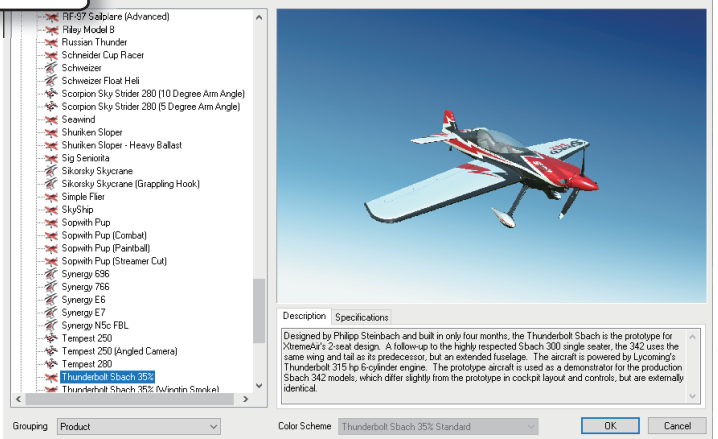 RF-97 Sailplane (Advanced)
Riley Model B
Russian Thunder
Schneider Cup Racer
Schweizer
Schweizer Float Heli
Scorpion Sky Strider 280 (10 Degree Arm Angle)
Scorpion Sky Strider 280 (5 Degree Arm Angle)
Seawind
Shuriken Sloper
Shuriken Sloper - Heavy Ballast
Sig Seniorita
Sikorsky Skycrane
Sikorsky Skycrane (Grappling Hook)
Simple Flier
SkyShip
Sopwith Pup
Sopwith Pup (Combat)
Sopwith Pup (Paintball)
Sopwith Pup (Streamer Cut)
Synergy 696
Synergy 766
Synergy E6
Synergy E7
Synergy N5c FBL
Tempest 250
Tempest 250 (Angled Camera)
Tempest 280
Thunderbolt Sbach 35%
Thunderbolt Sbach 35% (Wingtip Smoke)
Description Specifications
Designed by Philipp Steinbach and built in only four months, the Thunderbolt Sbach is the prototype for
XtremeAir's 2-seat design. A follow-up to the highly respected Sbach 300 single seater, the 342 uses the
same wing and tail as its predecessor, but an extended fuselage. The aircraft is powered by Lycoming's
Thunderbolt 315 hp 6-cylinder engine. The prototype aircraft is used as a demonstrator for the production
Sbach 342 models, which differ slightly from the prototype in cockpit layout and controls, but are externally
identical.
Grouping Product
Color Scheme Thunderbolt Sbach 35% Standard
OK Cancel